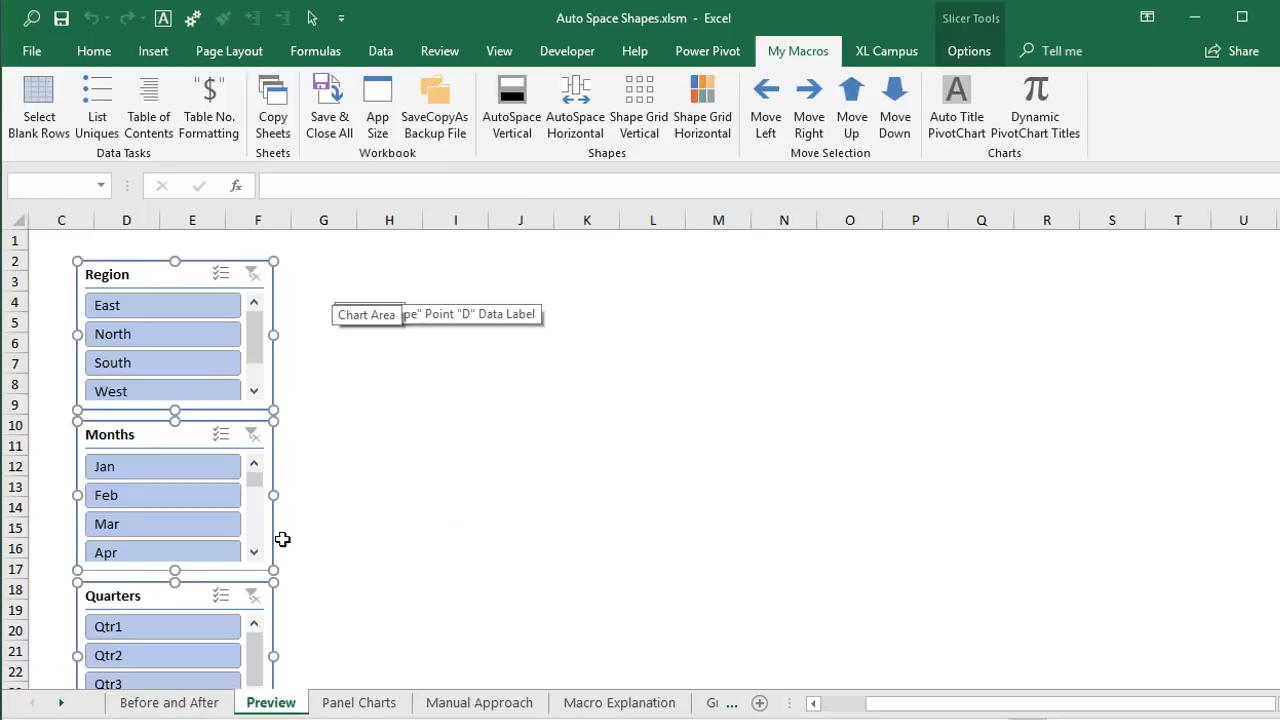 Auto Space Shapes.xlsm - Excel
Slicer Tools
File Home Insert Page Layout Formulas Data Review View Developer Help Power Pivot My Macros XL Campus Options Tell me Share
Select Blank Rows
List Uniques
Table of Contents
Table No. Formatting
Copy Sheets
Save & Close All
App Size
SaveCopyAs Backup File
AutoSpace Vertical
AutoSpace Horizontal
Shape Grid Vertical
Shape Grid Horizontal
Move Left
Move Right
Move Up
Move Down
Auto Title PivotChart
Dynamic PivotChart Titles
Data Tasks Sheets Workbook Shapes Move Selection Charts
fx
C D E F G H I J K L M N O P Q R S T U
1
2
3
4
5
6
7
8
9
10
11
12
13
14
15
16
17
18
19
20
21
22
Region
East
North
South
West
Chart Area
pe" Point "D" Data Label
Months
Jan
Feb
Mar
Apr
Quarters
Qtr1
Qtr2
Qtr3
Before and After Preview Panel Charts Manual Approach Macro Explanation Gr ...